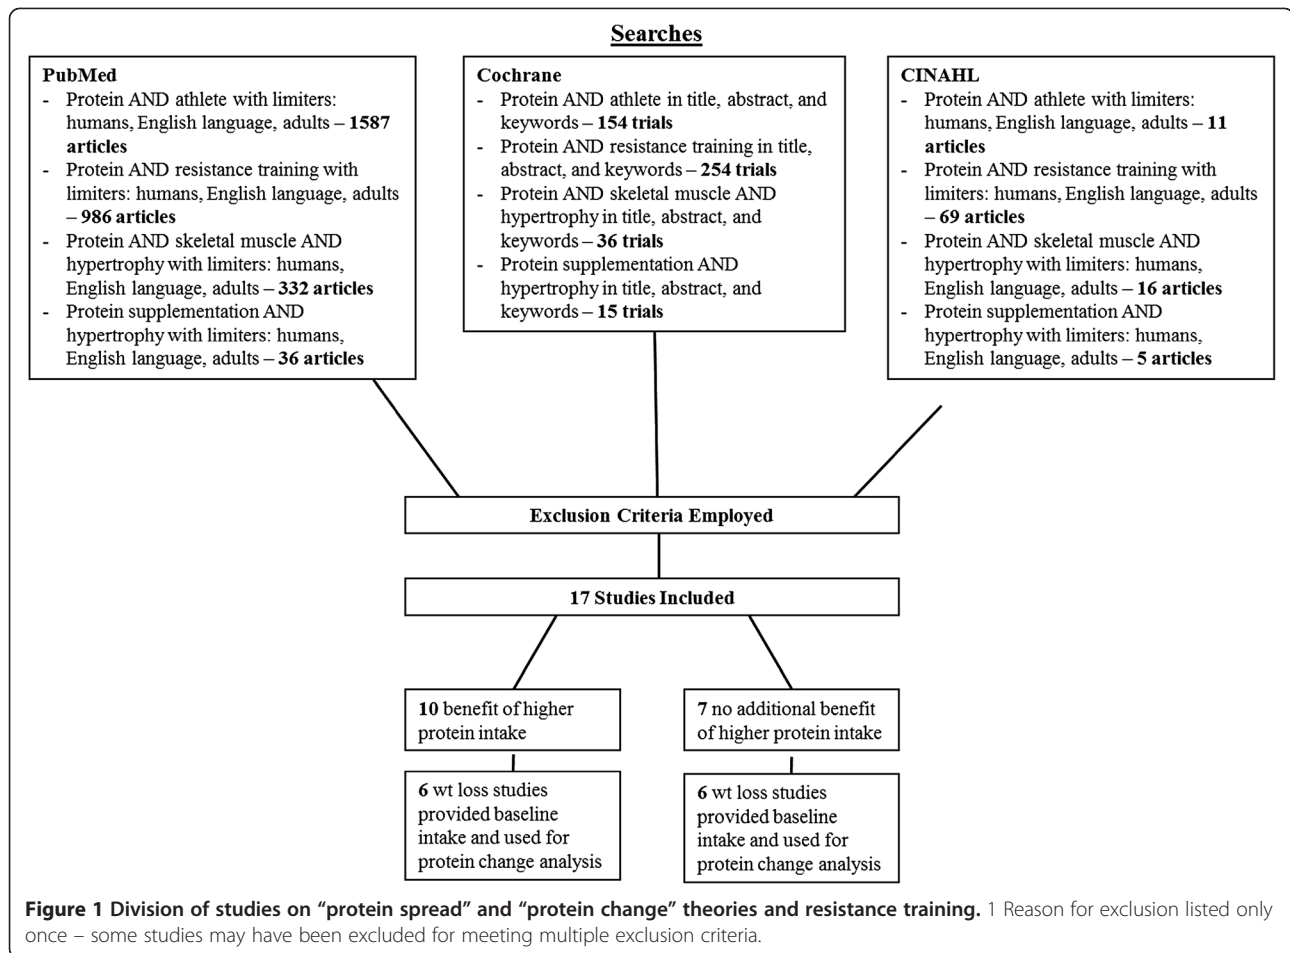 Searches
PubMed
- Protein AND athlete with limiters:
humans, English language, adults – 1587
articles
- Protein AND resistance training with
limiters: humans, English language, adults
– 986 articles
- Protein AND skeletal muscle AND
hypertrophy with limiters: humans,
English language, adults – 332 articles
- Protein supplementation AND
hypertrophy with limiters: humans,
English language, adults – 36 articles
Cochrane
- Protein AND athlete in title, abstract, and
keywords – 154 trials
- Protein AND resistance training in title,
abstract, and keywords – 254 trials
- Protein AND skeletal muscle AND
hypertrophy in title, abstract, and
keywords – 36 trials
- Protein supplementation AND
hypertrophy in title, abstract, and
keywords – 15 trials
CINAHL
- Protein AND athlete with limiters:
humans, English language, adults – 11
articles
- Protein AND resistance training with
limiters: humans, English language, adults
– 69 articles
- Protein AND skeletal muscle AND
hypertrophy with limiters: humans,
English language, adults – 16 articles
- Protein supplementation AND
hypertrophy with limiters: humans,
English language, adults – 5 articles
Exclusion Criteria Employed
17 Studies Included
10 benefit of higher
protein intake
7 no additional benefit
of higher protein intake
6 wt loss studies
provided baseline
intake and used for
protein change analysis
6 wt loss studies
provided baseline
intake and used for
protein change analysis
Figure 1 Division of studies on “protein spread” and “protein change” theories and resistance training. 1 Reason for exclusion listed only
once – some studies may have been excluded for meeting multiple exclusion criteria.